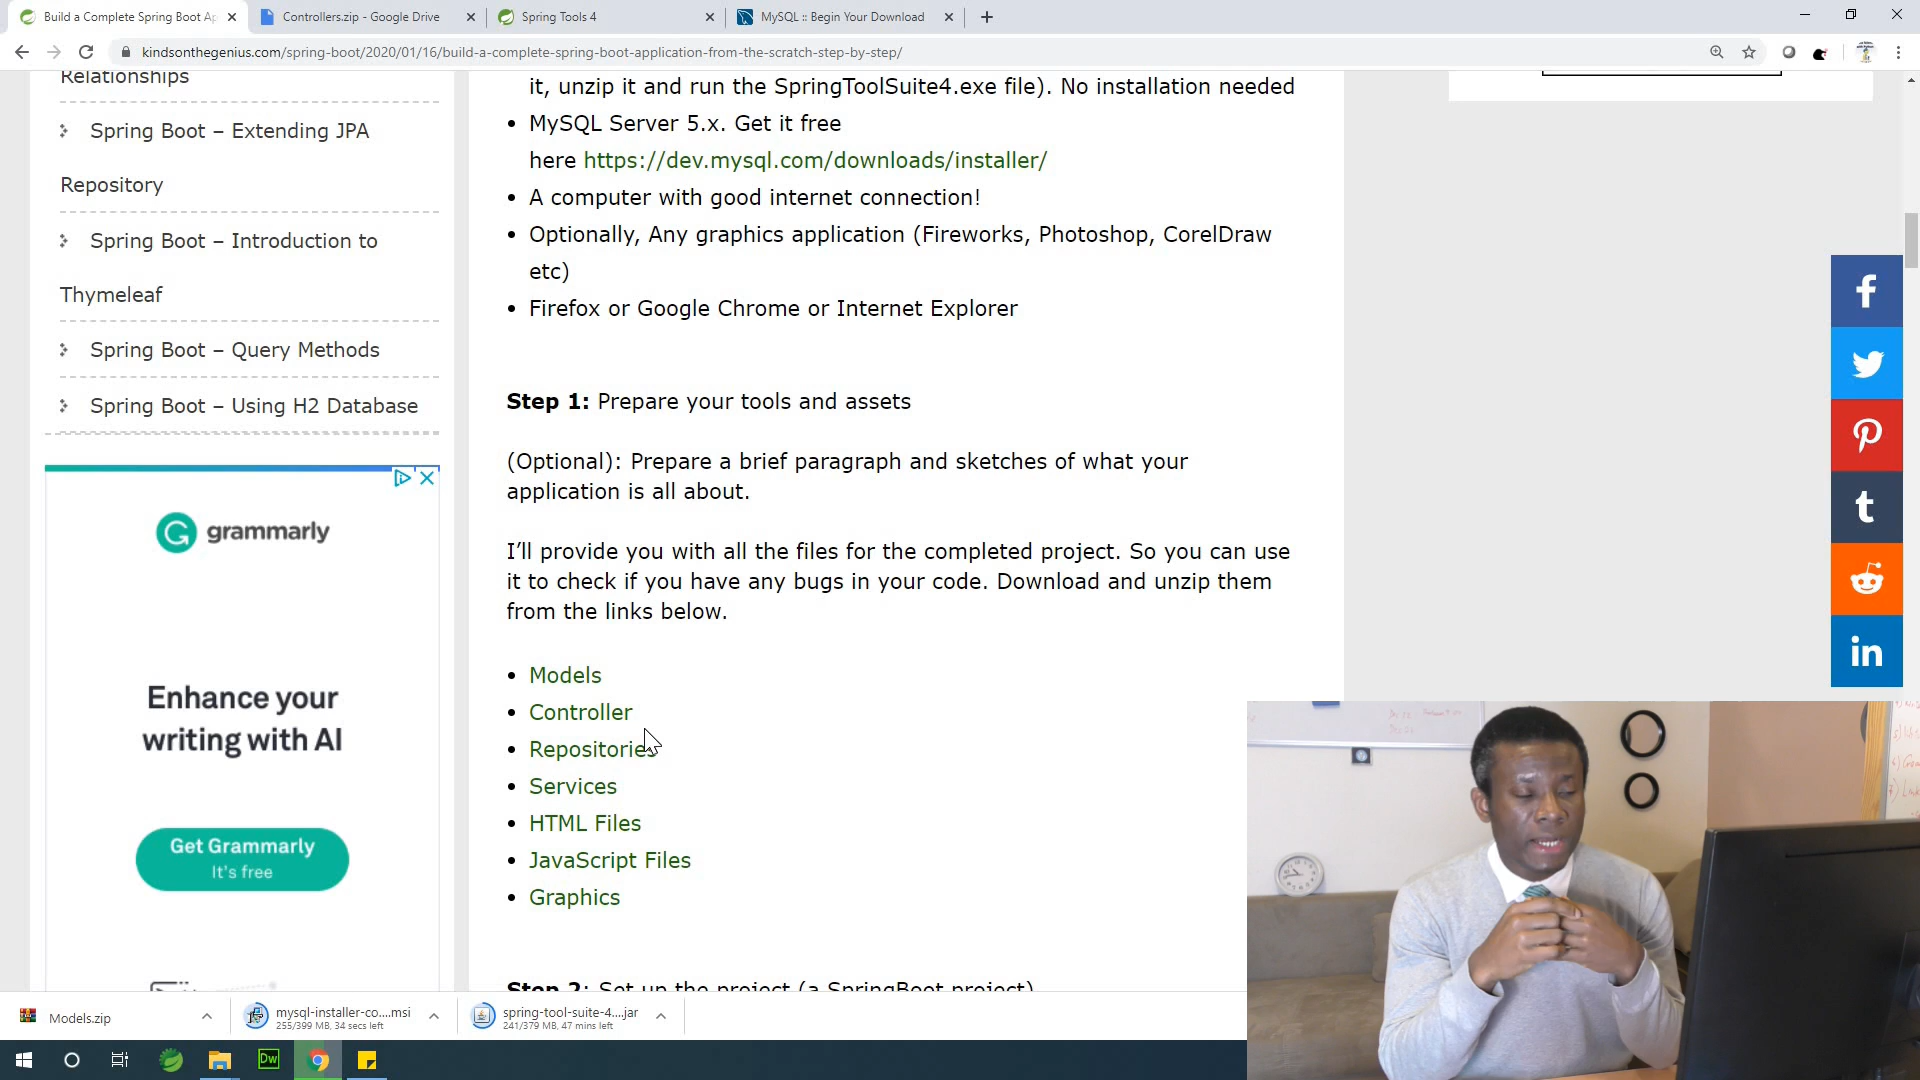 Build a Complete Spring Boot Ap
Controllers.zip - Google Drive
Spring Tools 4
MySQL :: Begin Your Download
kindsonthegenius.com/spring-boot/2020/01/16/build-a-complete-spring-boot-application-from-the-scratch-step-by-step/
Relationships
Spring Boot – Extending JPA
Repository
Spring Boot – Introduction to
Thymeleaf
Spring Boot – Query Methods
Spring Boot – Using H2 Database
grammarly
Enhance your
writing with AI
Get Grammarly
It's free
it, unzip it and run the SpringToolSuite4.exe file). No installation needed
MySQL Server 5.x. Get it free
here https://dev.mysql.com/downloads/installer/
A computer with good internet connection!
Optionally, Any graphics application (Fireworks, Photoshop, CorelDraw
etc)
Firefox or Google Chrome or Internet Explorer
Step 1: Prepare your tools and assets
(Optional): Prepare a brief paragraph and sketches of what your
application is all about.
I’ll provide you with all the files for the completed project. So you can use
it to check if you have any bugs in your code. Download and unzip them
from the links below.
Models
Controller
Repositories
Services
HTML Files
JavaScript Files
Graphics
Step 2: Set up the project (a SpringBoot project)
Models.zip
mysql-installer-co....msi
255/399 MB, 34 secs left
spring-tool-suite-4....jar
241/379 MB, 47 mins left
Dw